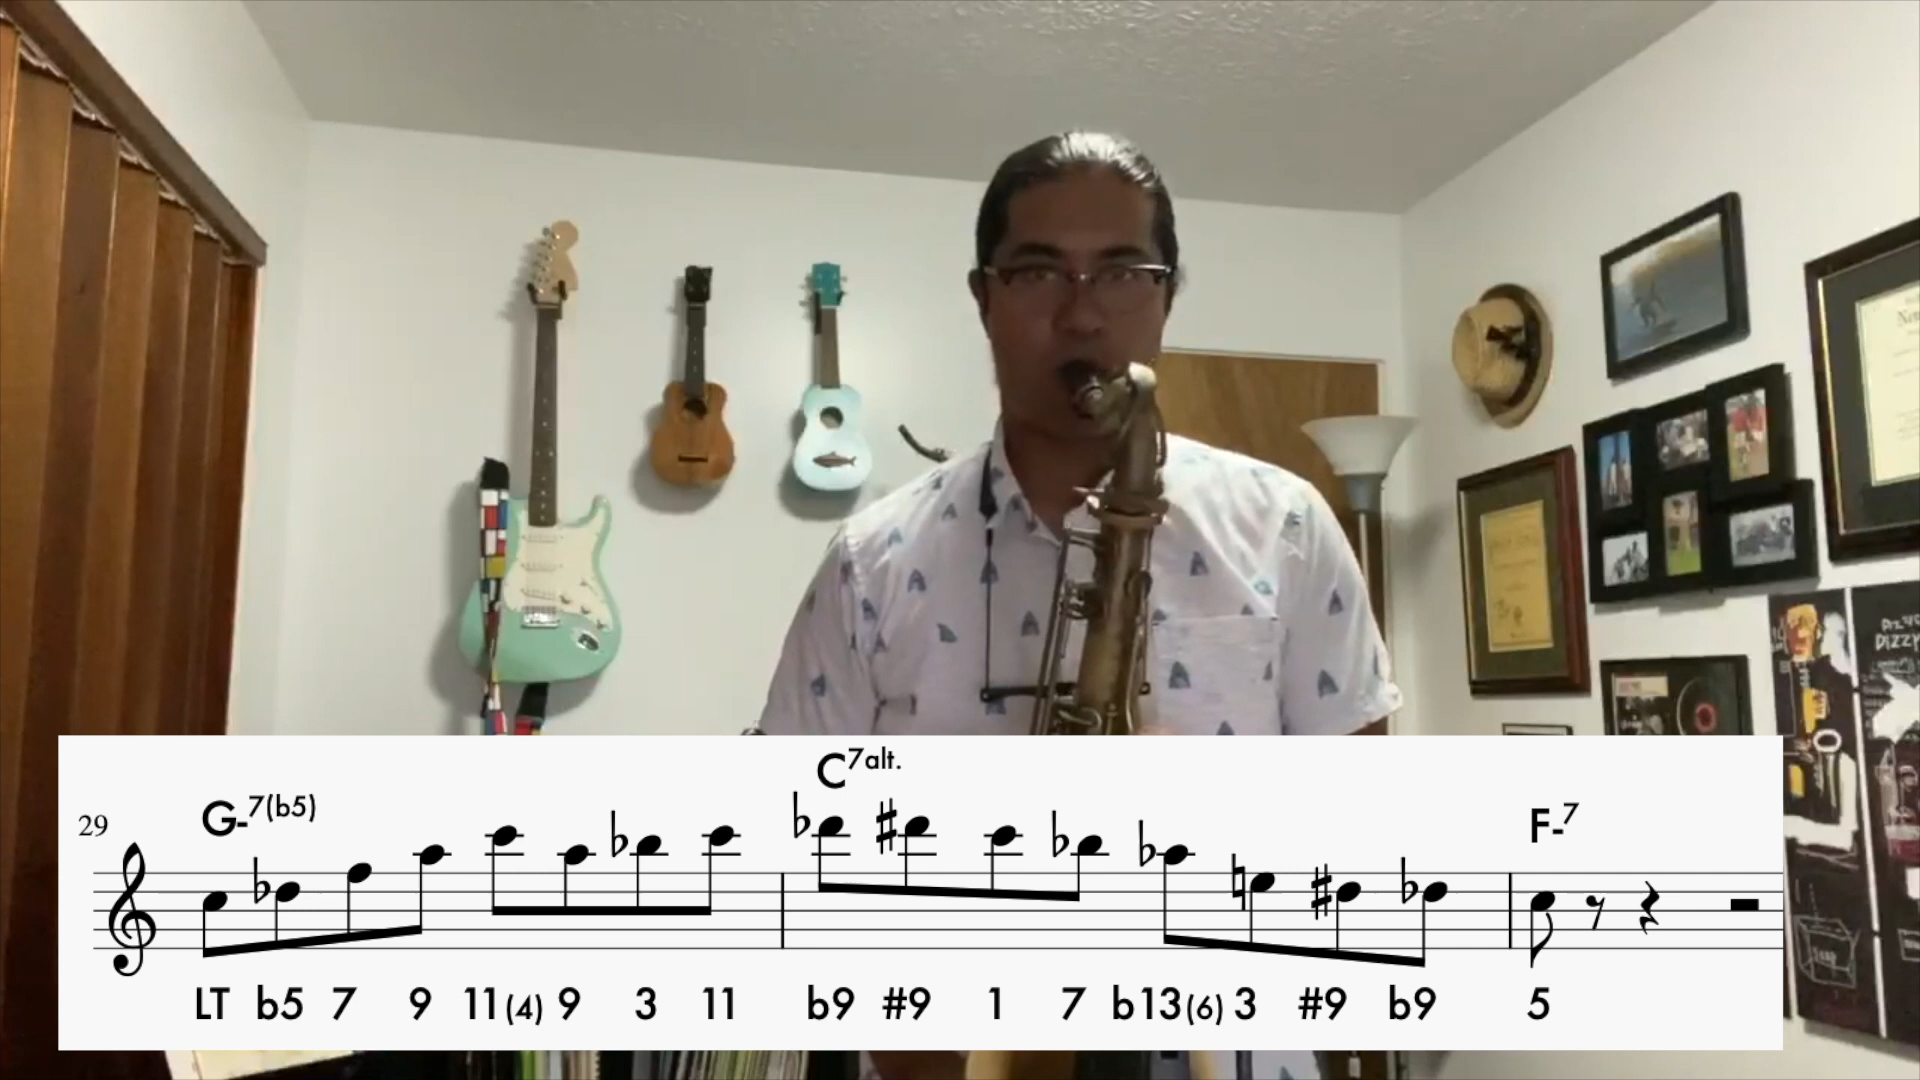 C7alt.
G-7(b5)
F-7
29
LT b5 7 9 11(4) 9 3 11 b9 #9 1 7 b13(6) 3 #9 b9 5
DIZZY